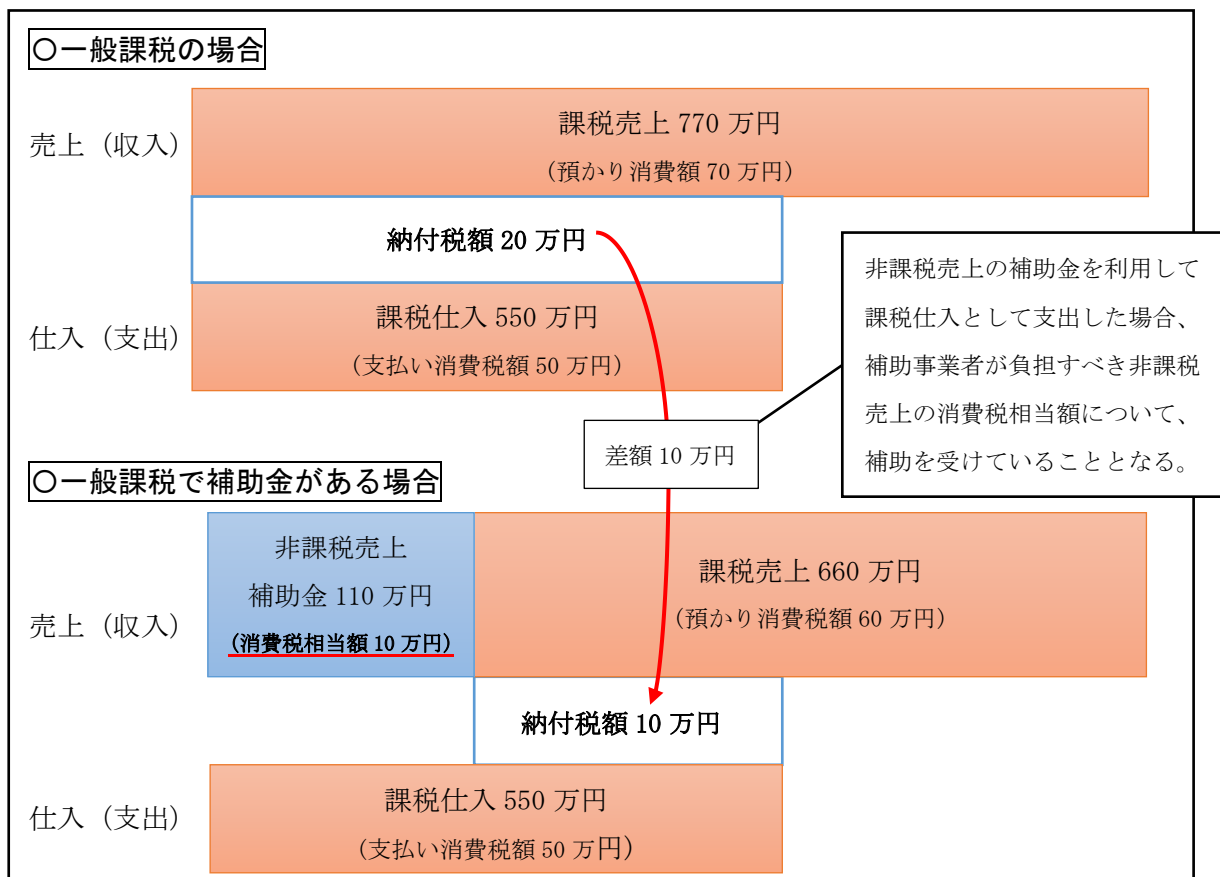 〇一般課税の場合
売上（収入）
課税売上 770 万円
（預かり消費額 70 万円）
納付税額 20 万円
仕入（支出）
課税仕入 550 万円
（支払い消費税額 50 万円）
非課税売上の補助金を利用して
課税仕入として支出した場合、
補助事業者が負担すべき非課税
売上の消費税相当額について、
補助を受けていることとなる。
差額 10 万円
〇一般課税で補助金がある場合
売上（収入）
非課税売上
補助金 110 万円
（消費税相当額 10 万円）
課税売上 660 万円
（預かり消費税額 60 万円）
納付税額 10 万円
仕入（支出）
課税仕入 550 万円
（支払い消費税額 50 万円）